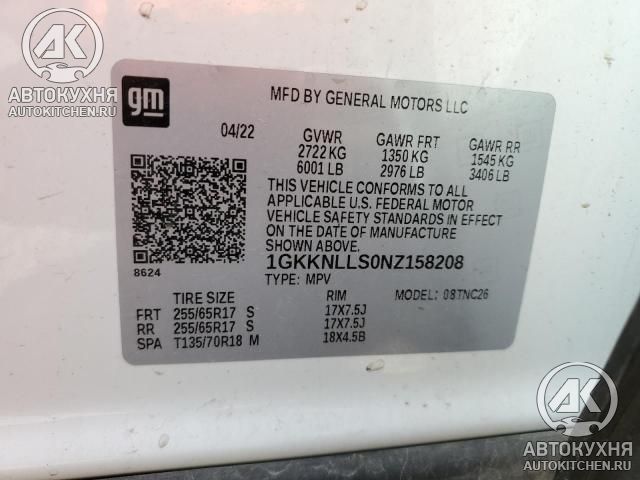 AK
АВТОКУХНЯ
AUTOKITCHEN.RU
gm
MFD BY GENERAL MOTORS LLC
04/22
GVWR GAWR FRT GAWR RR
2722 KG 1350 KG 1545 KG
6001 LB 2976 LB 3406 LB
THIS VEHICLE CONFORMS TO ALL
APPLICABLE U.S. FEDERAL MOTOR
VEHICLE SAFETY STANDARDS IN EFFECT
ON THE DATE OF MANUFACTURE
SHOWN ABOVE.
8624
1GKKNLLS0NZ158208
TYPE: MPV MODEL: 08TNC26
TIRE SIZE RIM
FRT 255/65R17 S 17X7.5J
RR 255/65R17 S 17X7.5J
SPA T135/70R18 M 18X4.5B
AK
АВТОКУХНЯ
AUTOKITCHEN.RU